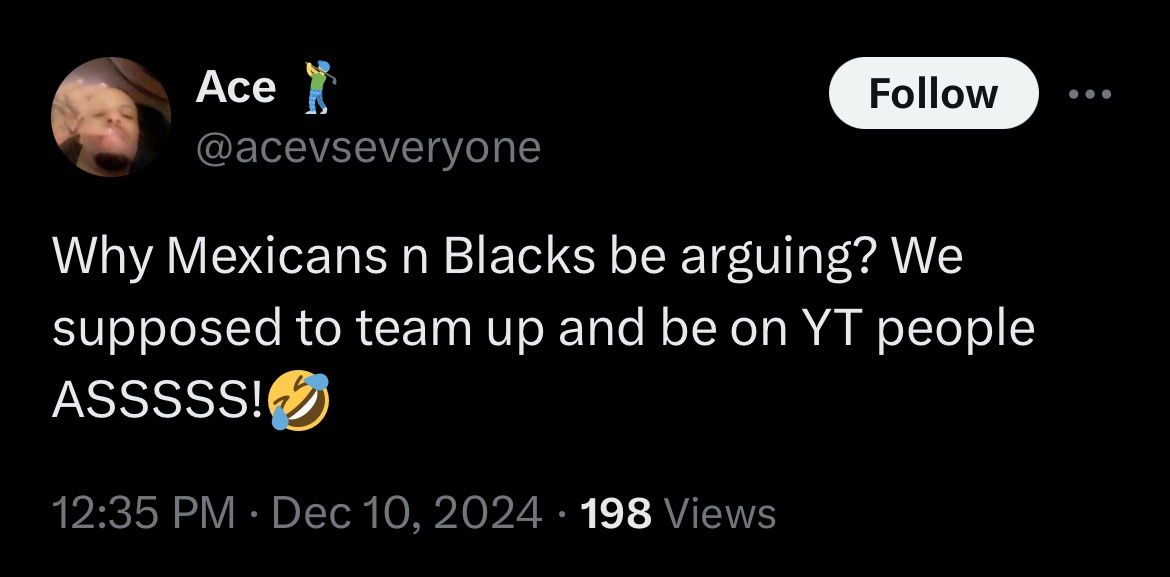 Ace 🏌️
Follow
@acevseveryone
Why Mexicans n Blacks be arguing? We
supposed to team up and be on YT people
ASSSSS!🤣
12:35 PM · Dec 10, 2024 · 198 Views